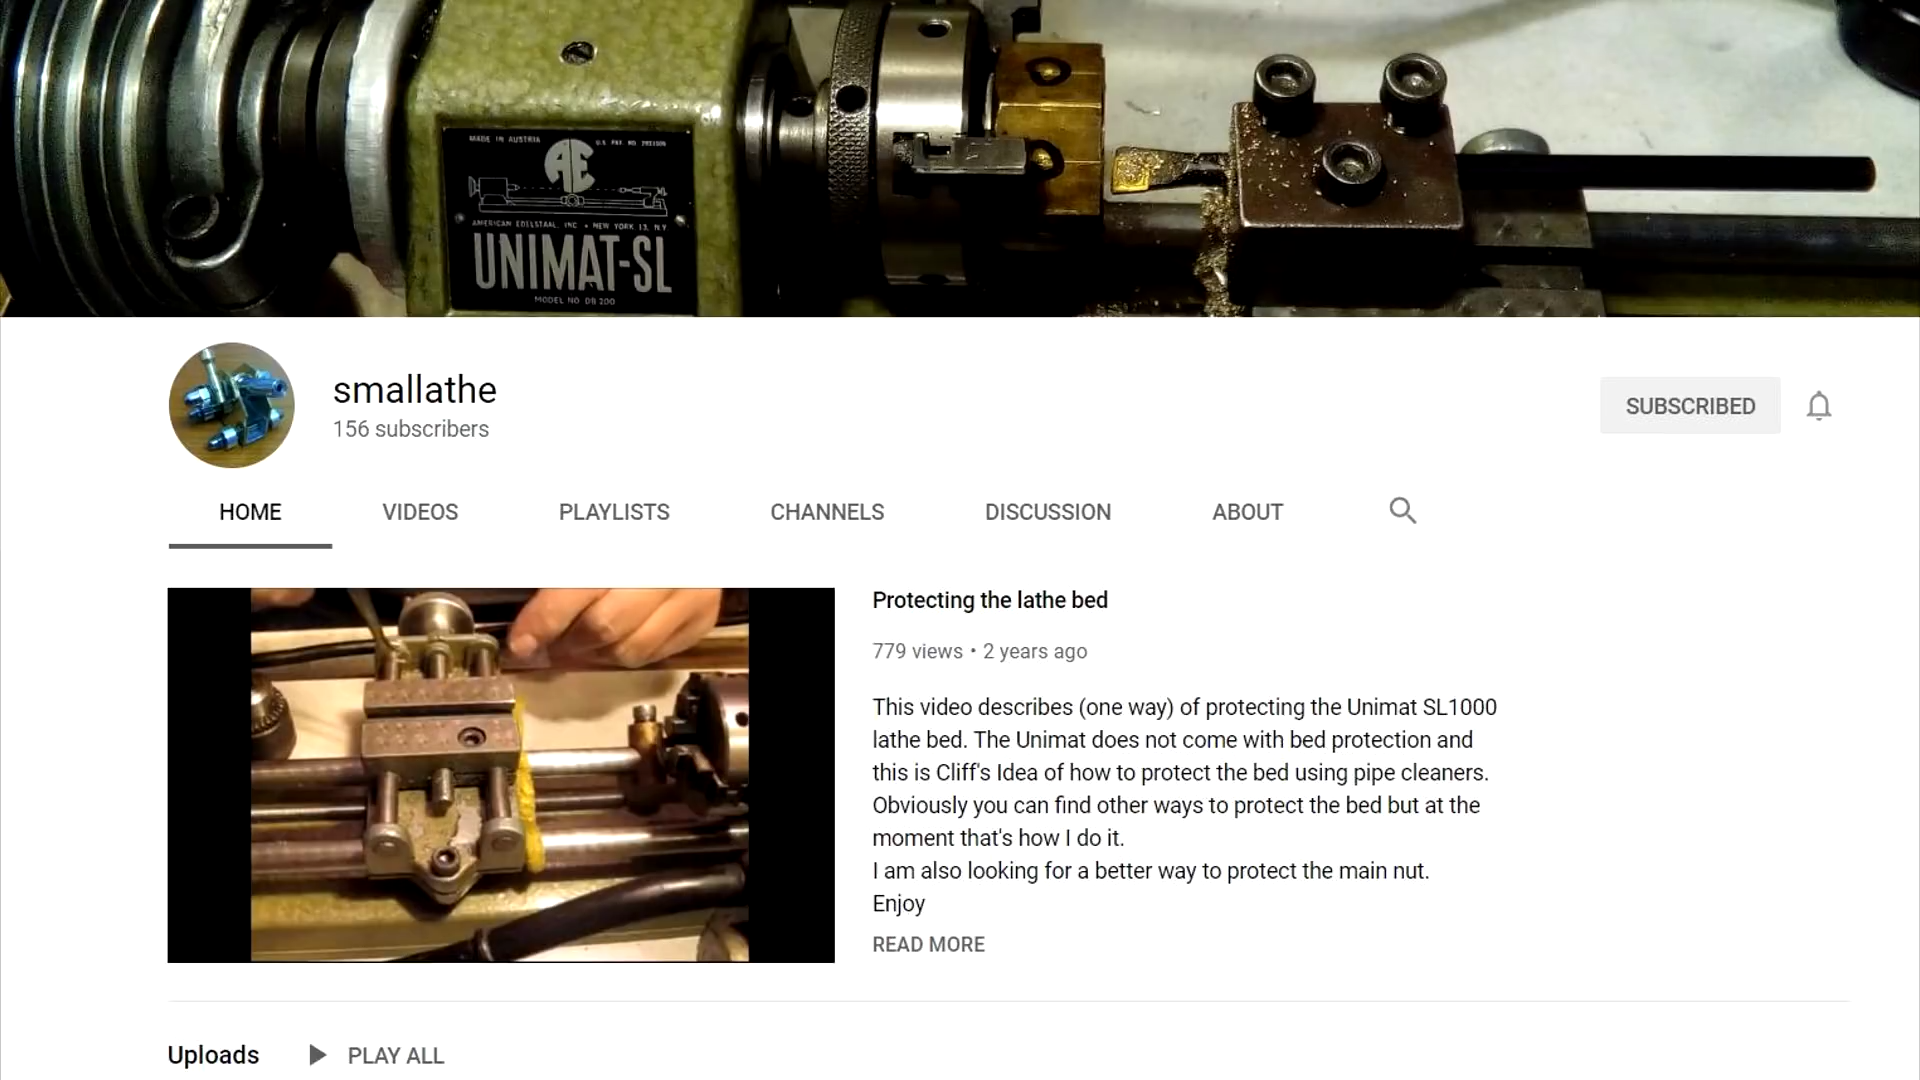 MADE IN AUSTRIA
U.S. PAT. NO.
AE
AMERICAN EDELSTAAL, INC • NEW YORK 13, N.Y.
UNIMAT-SL
MODEL NO. DB 200
smallathe
156 subscribers
SUBSCRIBED
HOME
VIDEOS
PLAYLISTS
CHANNELS
DISCUSSION
ABOUT
Protecting the lathe bed
779 views • 2 years ago
This video describes (one way) of protecting the Unimat SL1000
lathe bed. The Unimat does not come with bed protection and
this is Cliff's Idea of how to protect the bed using pipe cleaners.
Obviously you can find other ways to protect the bed but at the
moment that's how I do it.
I am also looking for a better way to protect the main nut.
Enjoy
READ MORE
Uploads
PLAY ALL